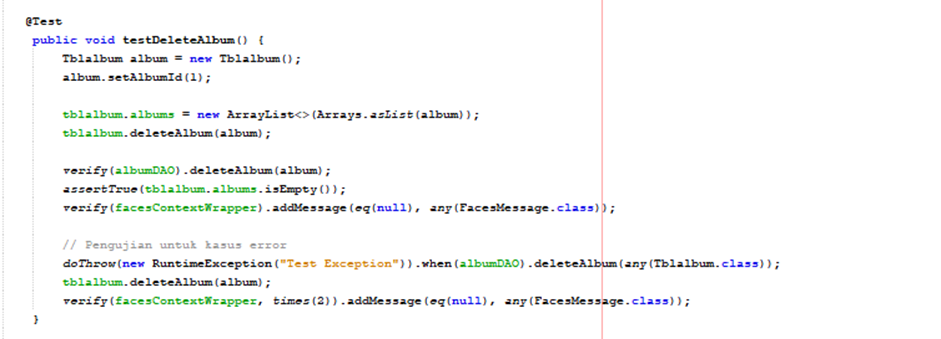 @Test
public void testDeleteAlbum() {
Tblalbum album = new Tblalbum();
album.setAlbumId(1);
tblalbum.albums = new ArrayList<>(Arrays.asList(album));
tblalbum.deleteAlbum(album);
verify(albumDAO).deleteAlbum(album);
assertTrue(tblalbum.albums.isEmpty());
verify(facesContextWrapper).addMessage(eq(null), any(FacesMessage.class));
// Pengujian untuk kasus error
doThrow(new RuntimeException("Test Exception")).when(albumDAO).deleteAlbum(any(Tblalbum.class));
tblalbum.deleteAlbum(album);
verify(facesContextWrapper, times(2)).addMessage(eq(null), any(FacesMessage.class));
}